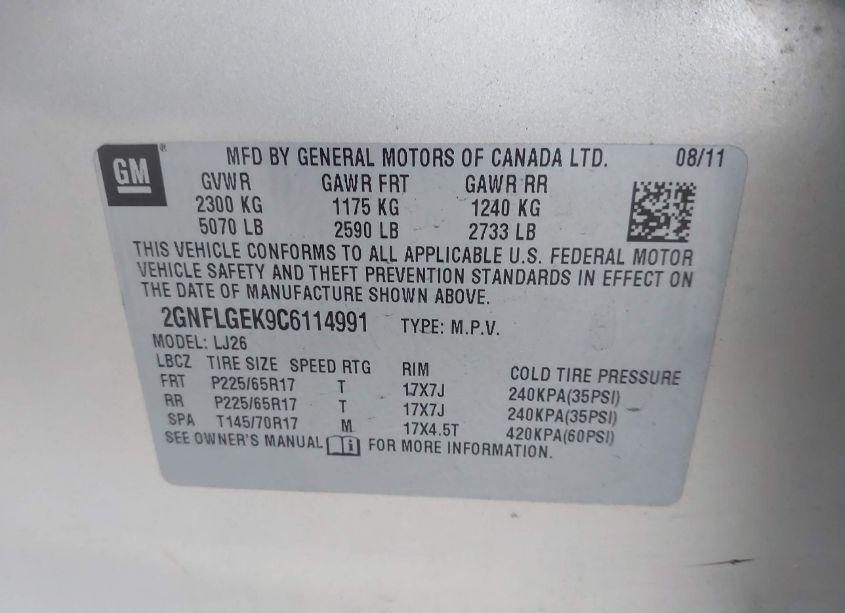 GM ® MFD BY GENERAL MOTORS OF CANADA LTD. 08/11
GVWR GAWR FRT GAWR RR
2300 KG 1175 KG 1240 KG
5070 LB 2590 LB 2733 LB
THIS VEHICLE CONFORMS TO ALL APPLICABLE U.S. FEDERAL MOTOR
VEHICLE SAFETY AND THEFT PREVENTION STANDARDS IN EFFECT ON
THE DATE OF MANUFACTURE SHOWN ABOVE.
2GNFLGEK9C6114991 TYPE: M.P.V.
MODEL: LJ26
LBCZ TIRE SIZE SPEED RTG RIM COLD TIRE PRESSURE
FRT P225/65R17 T 17X7J 240KPA(35PSI)
RR P225/65R17 T 17X7J 240KPA(35PSI)
SPA T145/70R17 M 17X4.5T 420KPA(60PSI)
SEE OWNER'S MANUAL i FOR MORE INFORMATION.